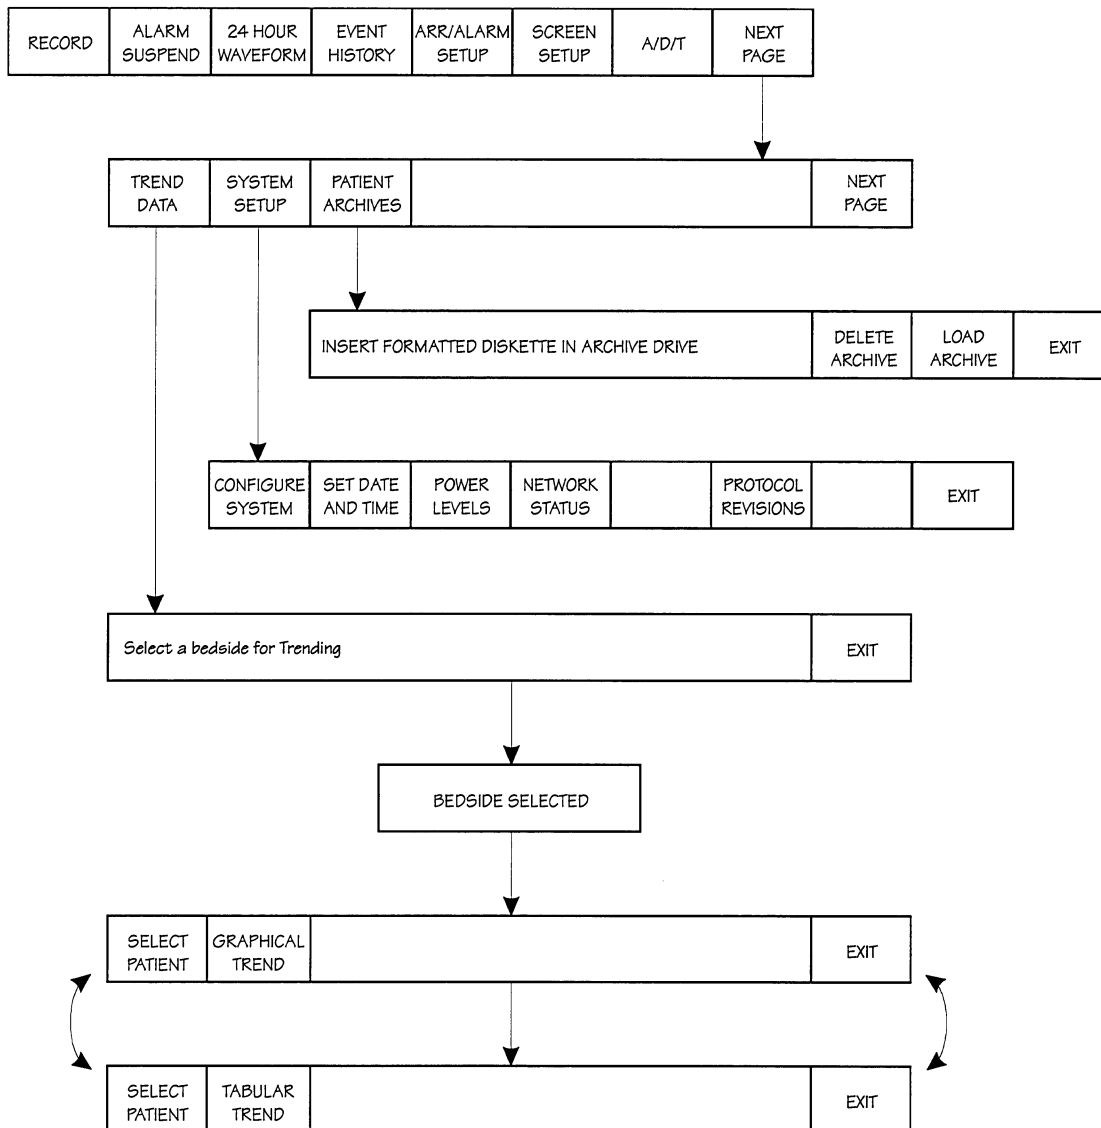 RECORD
ALARM
SUSPEND
24 HOUR
WAVEFORM
EVENT
HISTORY
ARR/ALARM
SETUP
SCREEN
SETUP
A/D/T
NEXT
PAGE
TREND
DATA
SYSTEM
SETUP
PATIENT
ARCHIVES
NEXT
PAGE
INSERT FORMATTED DISKETTE IN ARCHIVE DRIVE
DELETE
ARCHIVE
LOAD
ARCHIVE
EXIT
CONFIGURE
SYSTEM
SET DATE
AND TIME
POWER
LEVELS
NETWORK
STATUS
PROTOCOL
REVISIONS
EXIT
Select a bedside for Trending
EXIT
BEDSIDE SELECTED
SELECT
PATIENT
GRAPHICAL
TREND
EXIT
SELECT
PATIENT
TABULAR
TREND
EXIT